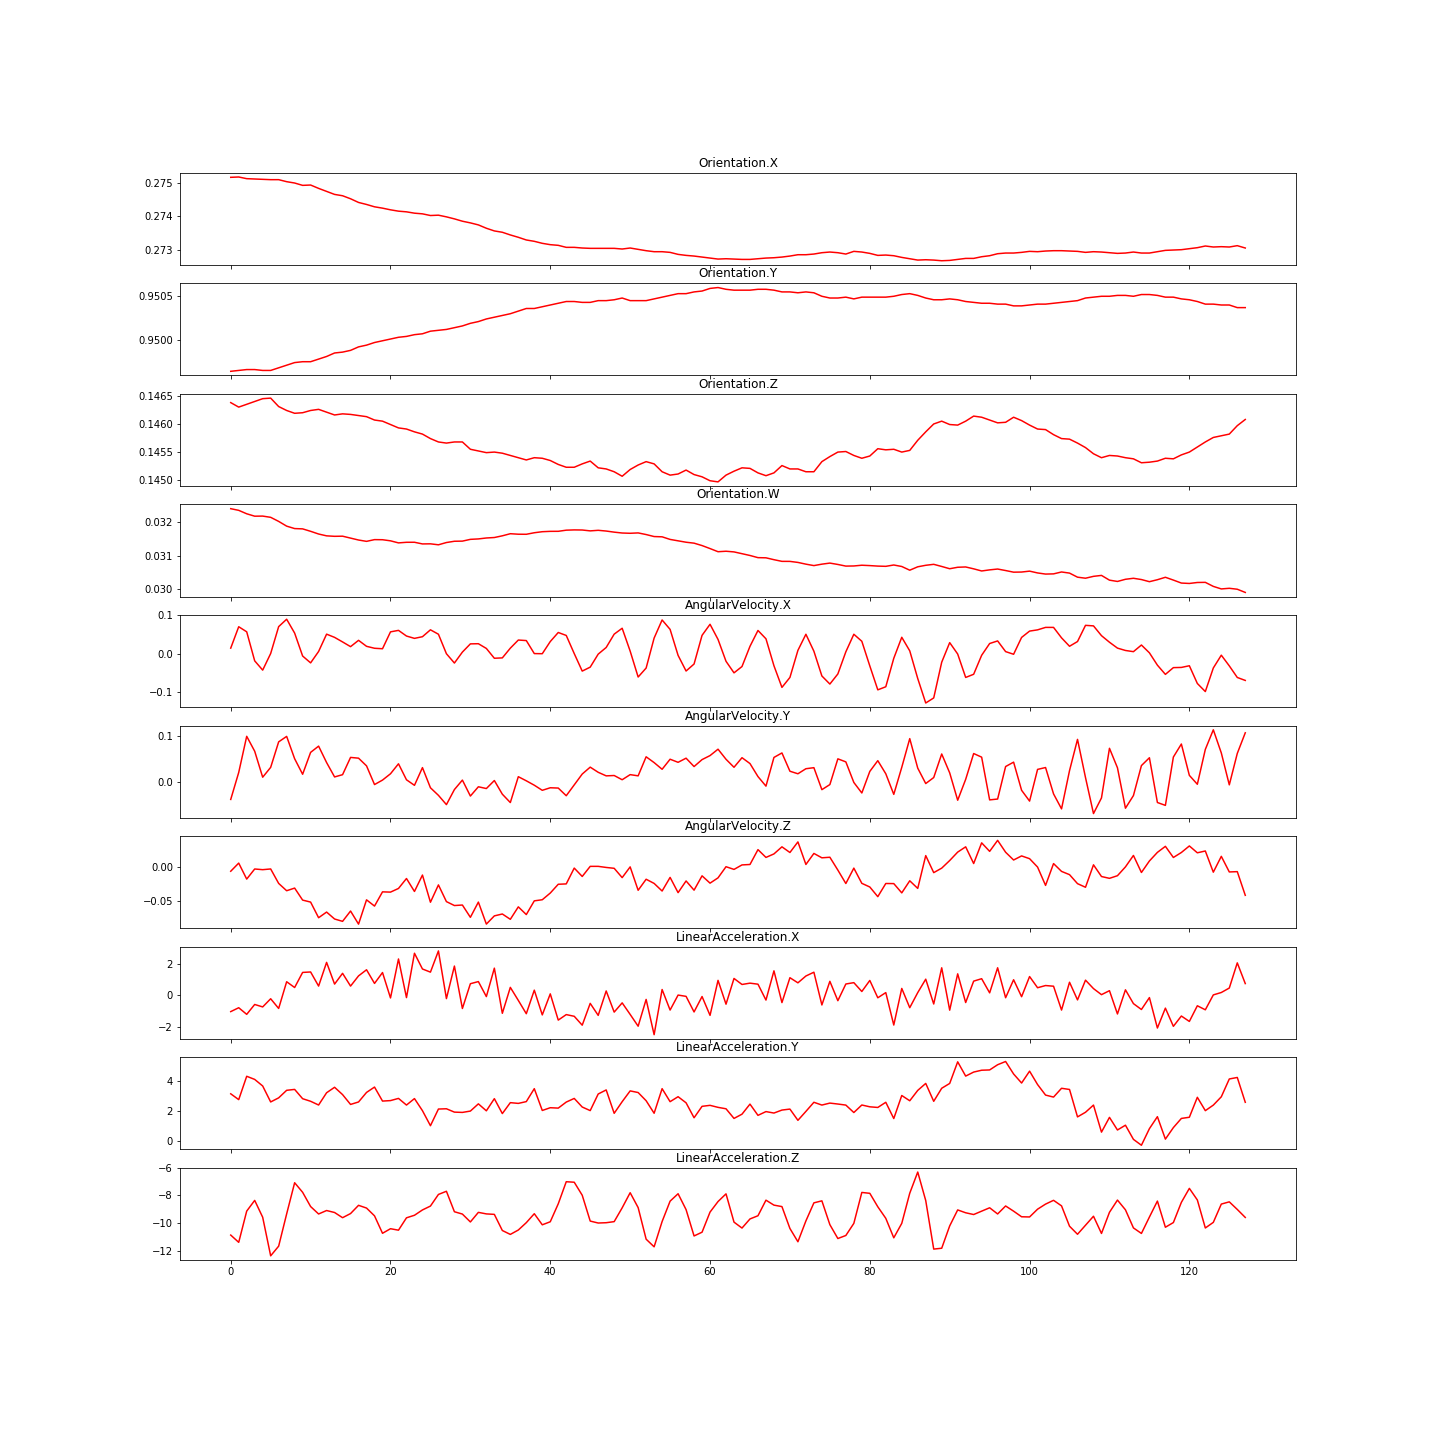 Orientation.X
0.275
0.274
0.273
Orientation.Y
0.9505
0.9500
Orientation.Z
0.1465
0.1460
0.1455
0.1450
Orientation.W
0.032
0.031
0.030
AngularVelocity.X
0.1
0.0
−0.1
AngularVelocity.Y
0.1
0.0
AngularVelocity.Z
0.00
−0.05
LinearAcceleration.X
2
0
−2
LinearAcceleration.Y
4
2
0
LinearAcceleration.Z
−6
−8
−10
−12
0 20 40 60 80 100 120